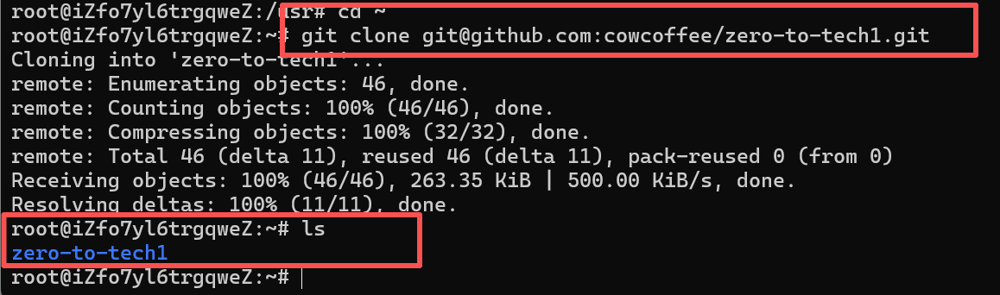 root@iZfo7yl6trgqweZ:/usr# cd ~
root@iZfo7yl6trgqweZ:~# git clone git@github.com:cowcoffee/zero-to-tech1.git
Cloning into 'zero-to-tech1'...
remote: Enumerating objects: 46, done.
remote: Counting objects: 100% (46/46), done.
remote: Compressing objects: 100% (32/32), done.
remote: Total 46 (delta 11), reused 46 (delta 11), pack-reused 0 (from 0)
Receiving objects: 100% (46/46), 263.35 KiB | 500.00 KiB/s, done.
Resolving deltas: 100% (11/11), done.
root@iZfo7yl6trgqweZ:~# ls
zero-to-tech1
root@iZfo7yl6trgqweZ:~#